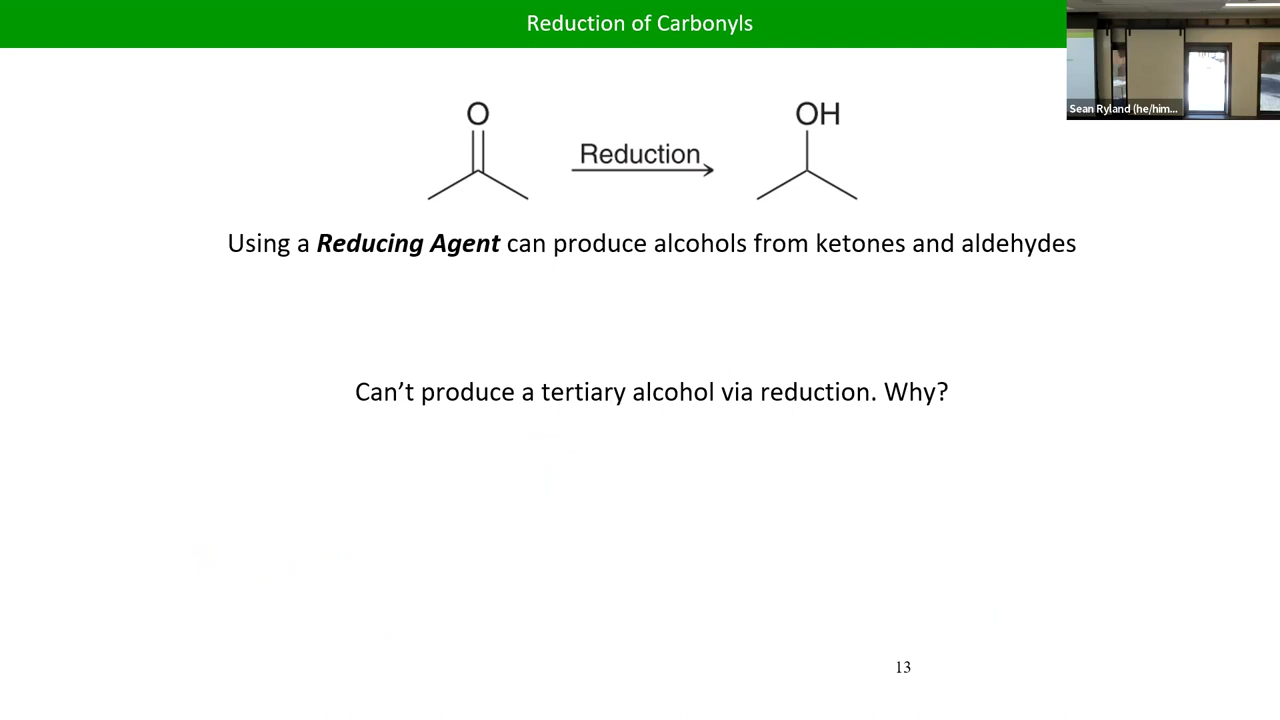 Reduction of Carbonyls
Sean Ryland (he/him...
O
Reduction
OH
Using a Reducing Agent can produce alcohols from ketones and aldehydes
Can’t produce a tertiary alcohol via reduction. Why?
13